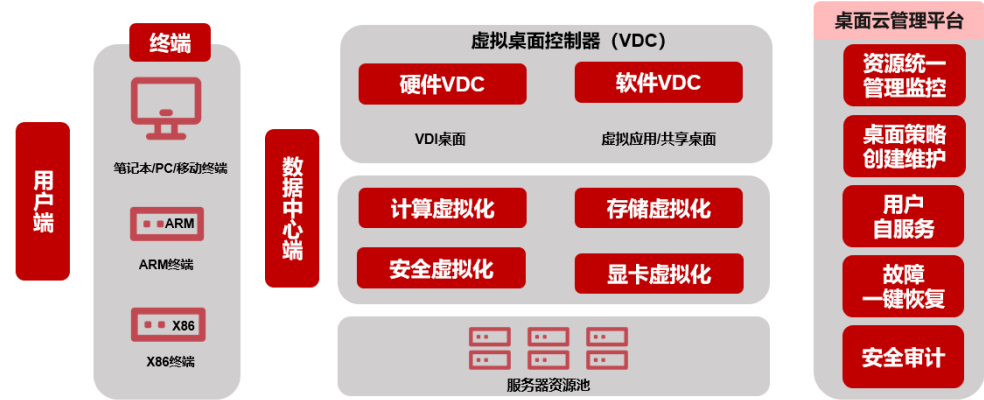 用户端
终端
笔记本/PC/移动终端
ARM
ARM终端
X86
X86终端
数据中心端
虚拟桌面控制器（VDC）
硬件VDC
软件VDC
VDI桌面
虚拟应用/共享桌面
计算虚拟化
存储虚拟化
安全虚拟化
显卡虚拟化
服务器资源池
桌面云管理平台
资源统一
管理监控
桌面策略
创建维护
用户
自服务
故障
一键恢复
安全审计